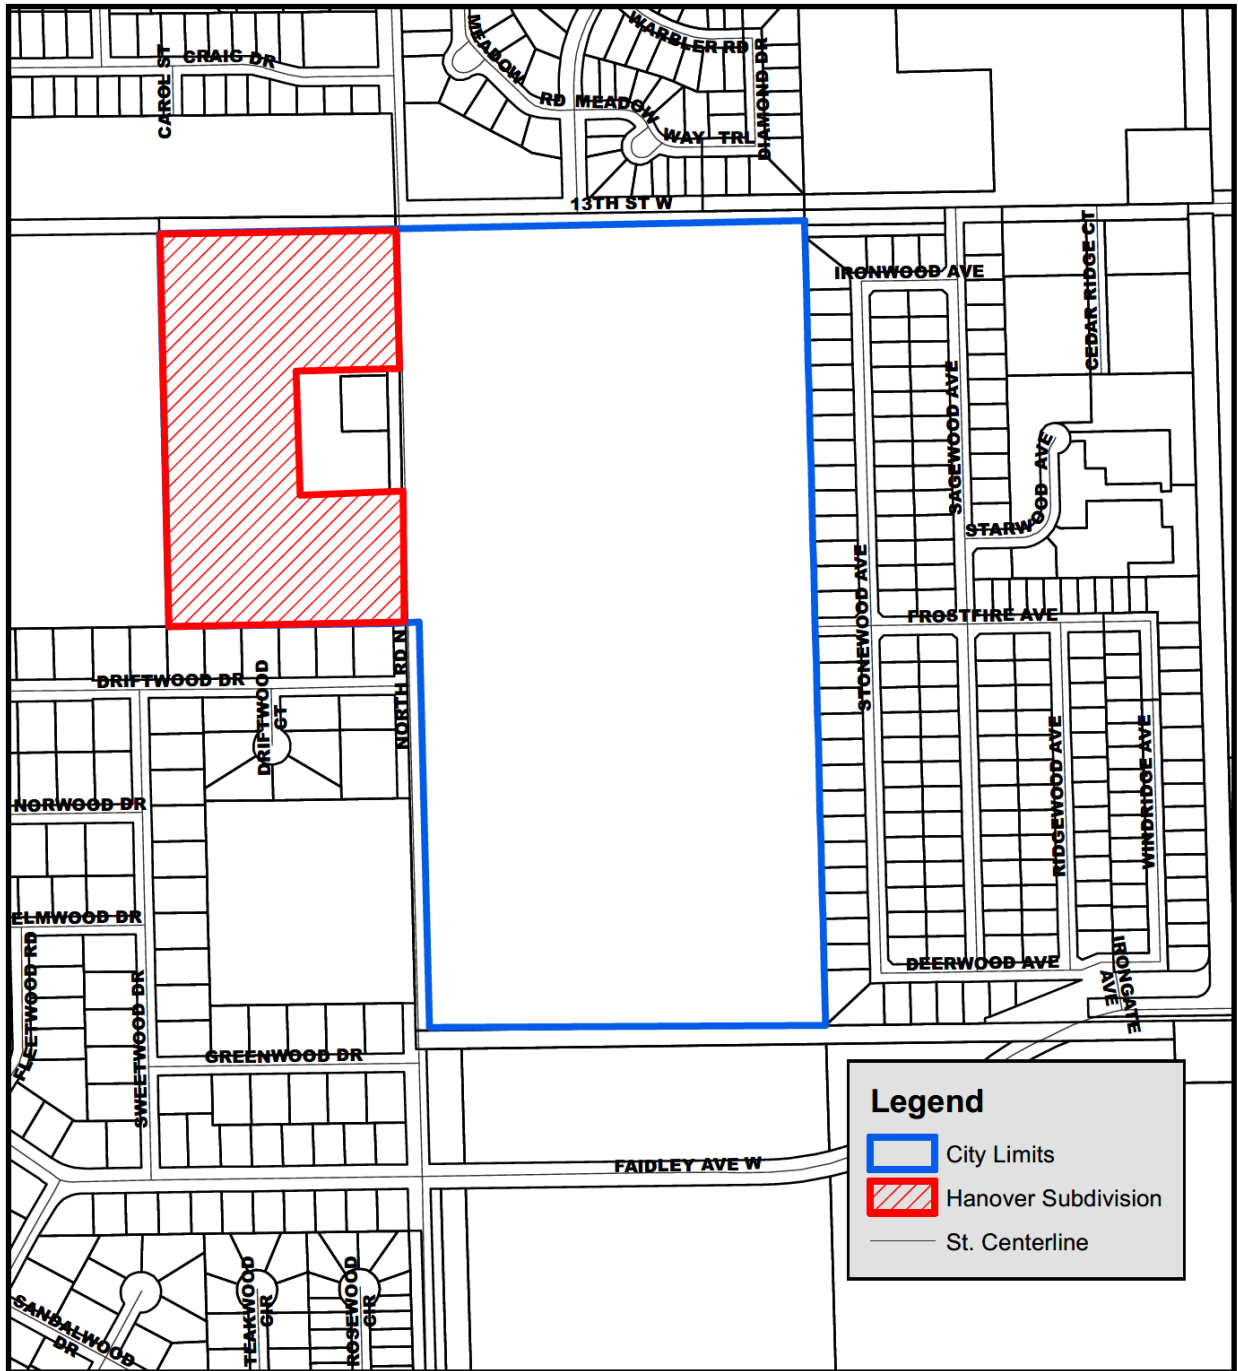 WARBLER RD
MEADOW
CRAIG DR
CAROL ST
DIAMOND DR
RD MEADOW
WAY TRL
13TH ST W
CEDAR RIDGE CT
IRONWOOD AVE
SAGEWOOD AVE
STARWOOD AVE
STONEWOOD AVE
FROSTFIRE AVE
NORTH RD N
DRIFTWOOD DR
DRIFTWOOD
CT
RIDGEWOOD AVE
WINDRIDGE AVE
NORWOOD DR
ELMWOOD DR
FLEETWOOD RD
SWEETWOOD DR
DEERWOOD AVE
IRONGATE
AVE
GREENWOOD DR
FAIDLEY AVE W
Legend
City Limits
Hanover Subdivision
St. Centerline
SANDALWOOD
DR
TEAKWOOD
CIR
ROSEWOOD
CIR